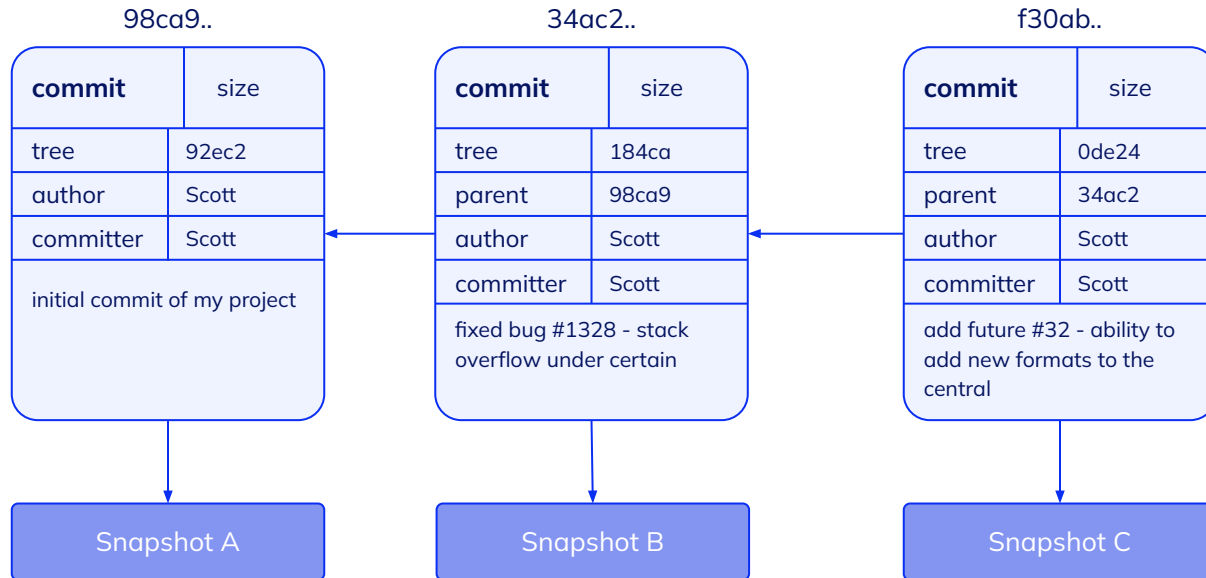 98ca9..
commit size
tree 92ec2
author Scott
committer Scott
initial commit of my project
Snapshot A
34ac2..
commit size
tree 184ca
parent 98ca9
author Scott
committer Scott
fixed bug #1328 - stack
overflow under certain
Snapshot B
f30ab..
commit size
tree 0de24
parent 34ac2
author Scott
committer Scott
add future #32 - ability to
add new formats to the
central
Snapshot C